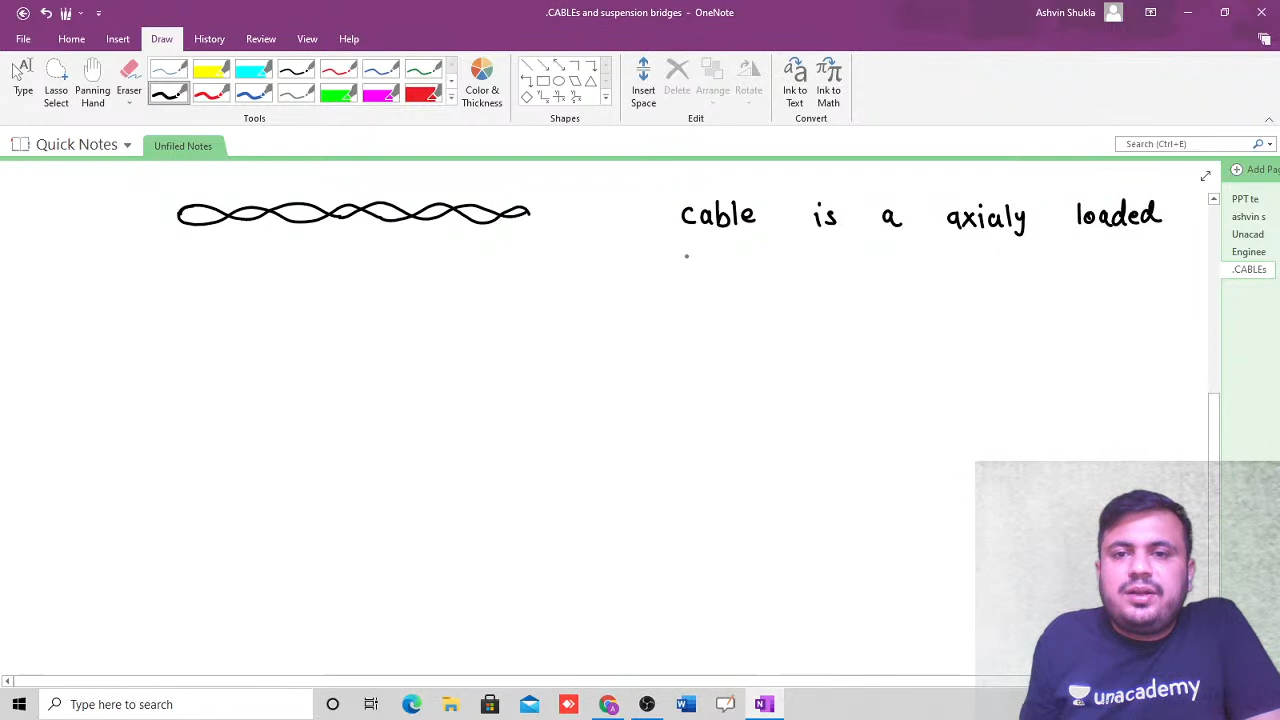 .CABLEs and suspension bridges - OneNote
Ashvin Shukla
File Home Insert Draw History Review View Help
Type
Lasso Select
Panning Hand
Eraser
Color & Thickness
Insert Space
Delete
Arrange
Rotate
Ink to Text
Ink to Math
Tools
Shapes
Edit
Convert
Quick Notes
Unfiled Notes
Search (Ctrl+E)
Add Pag
PPT te
ashvin s
Unacad
Enginee
.CABLEs
cable is a axialy loaded
unacademy
Type here to search